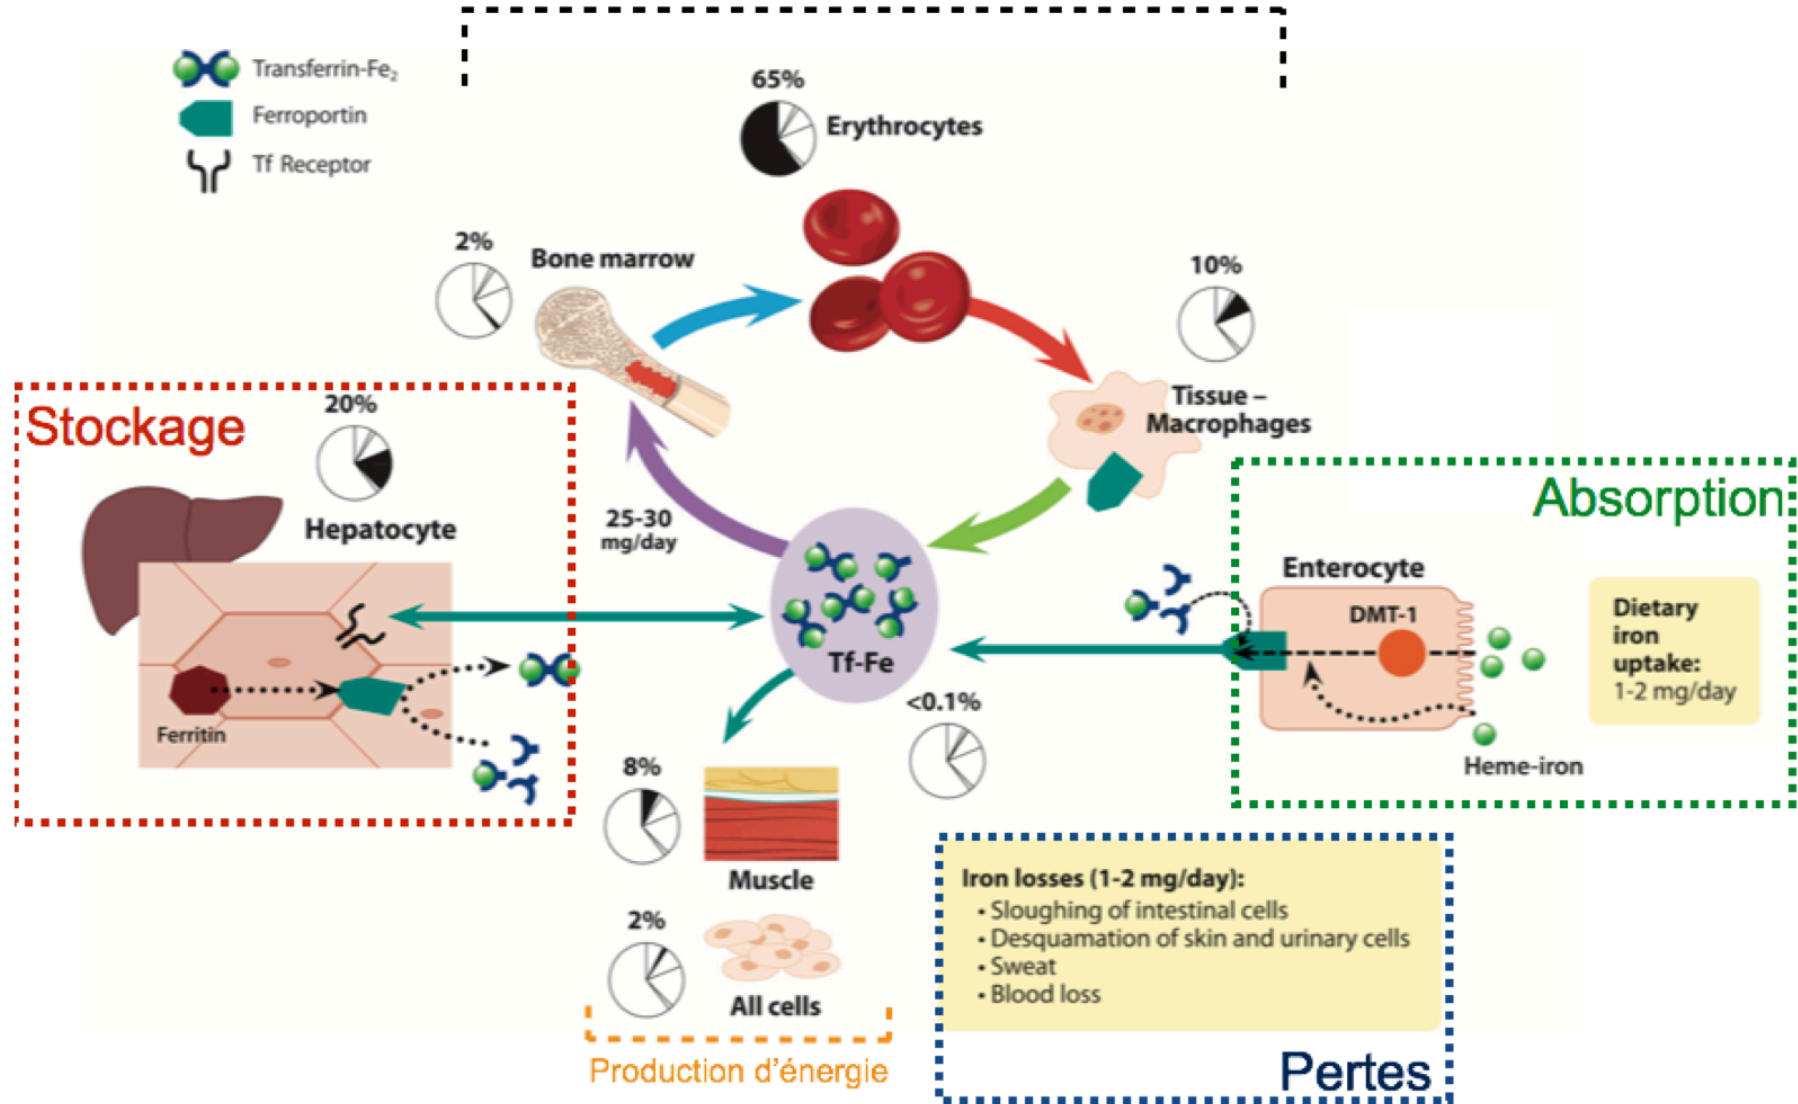 Transferrin-Fe₂
Ferroportin
Tf Receptor
65%
Erythrocytes
2%
Bone marrow
10%
Tissue –
Macrophages
Stockage
20%
Hepatocyte
Ferritin
25-30
mg/day
Tf-Fe
<0.1%
Absorption
Enterocyte
DMT-1
Heme-iron
Dietary
iron
uptake:
1-2 mg/day
8%
Muscle
2%
All cells
Production d'énergie
Iron losses (1-2 mg/day):
• Sloughing of intestinal cells
• Desquamation of skin and urinary cells
• Sweat
• Blood loss
Pertes